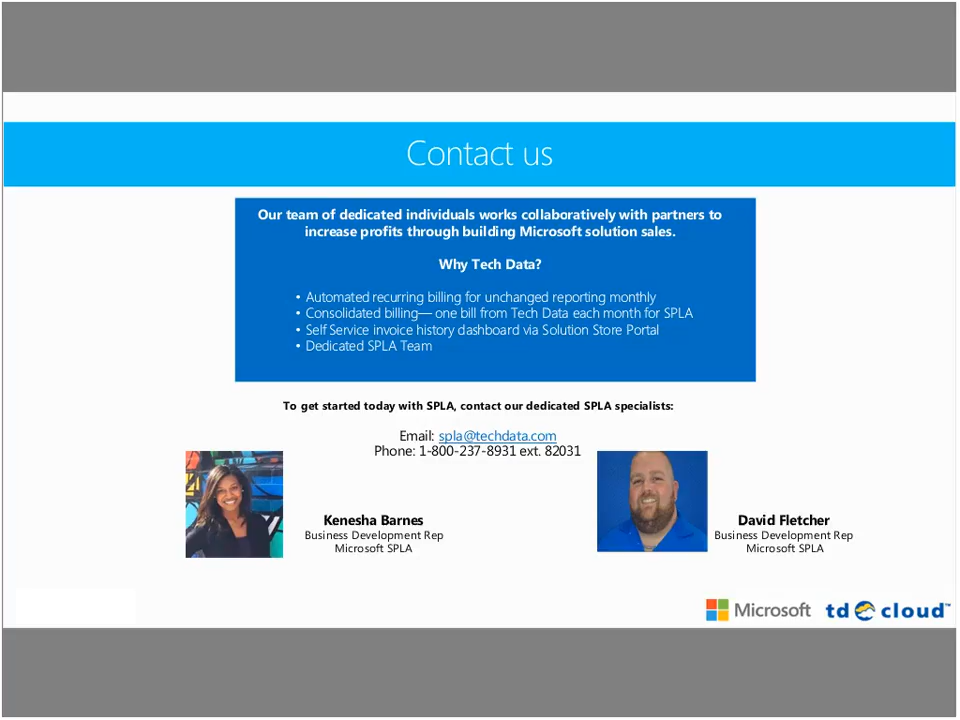 Contact us
Our team of dedicated individuals works collaboratively with partners to
increase profits through building Microsoft solution sales.
Why Tech Data?
• Automated recurring billing for unchanged reporting monthly
• Consolidated billing— one bill from Tech Data each month for SPLA
• Self Service invoice history dashboard via Solution Store Portal
• Dedicated SPLA Team
To get started today with SPLA, contact our dedicated SPLA specialists:
Email: spla@techdata.com
Phone: 1-800-237-8931 ext. 82031
Kenesha Barnes
Business Development Rep
Microsoft SPLA
David Fletcher
Business Development Rep
Microsoft SPLA
Microsoft
td cloud™